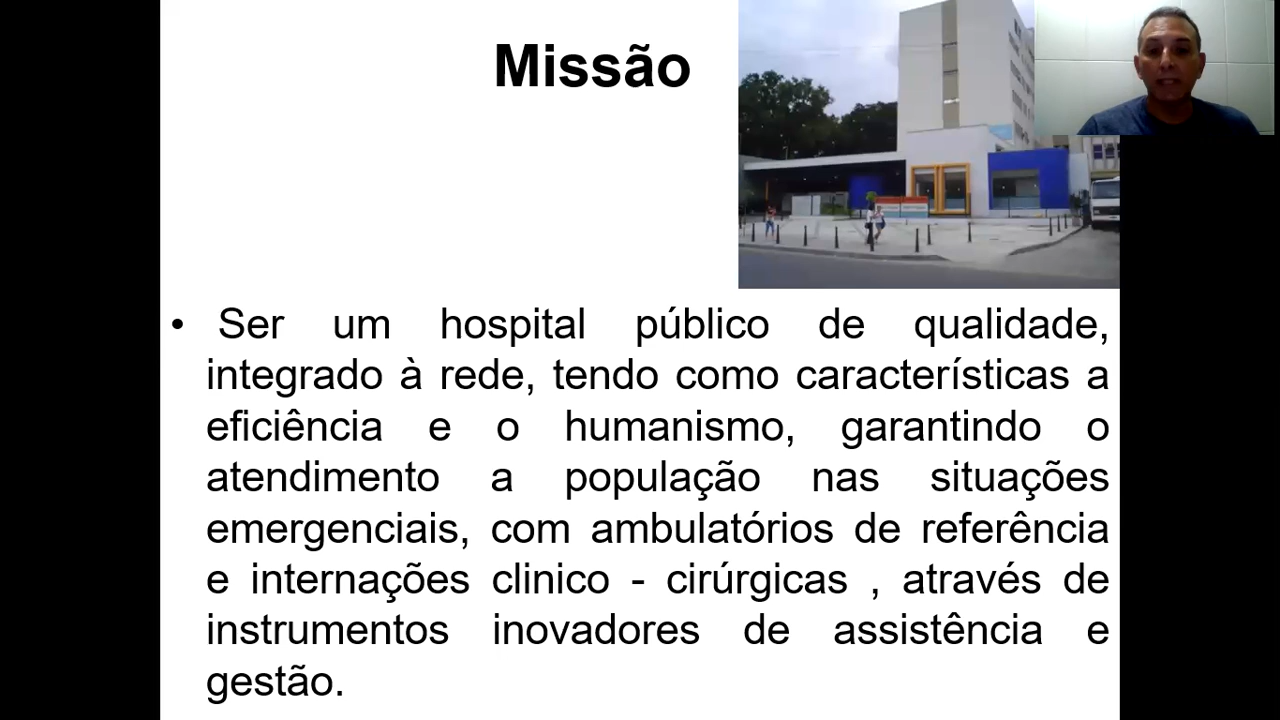 Missão
• Ser um hospital público de qualidade,
integrado à rede, tendo como características a
eficiência e o humanismo, garantindo o
atendimento a população nas situações
emergenciais, com ambulatórios de referência
e internações clinico - cirúrgicas , através de
instrumentos inovadores de assistência e
gestão.